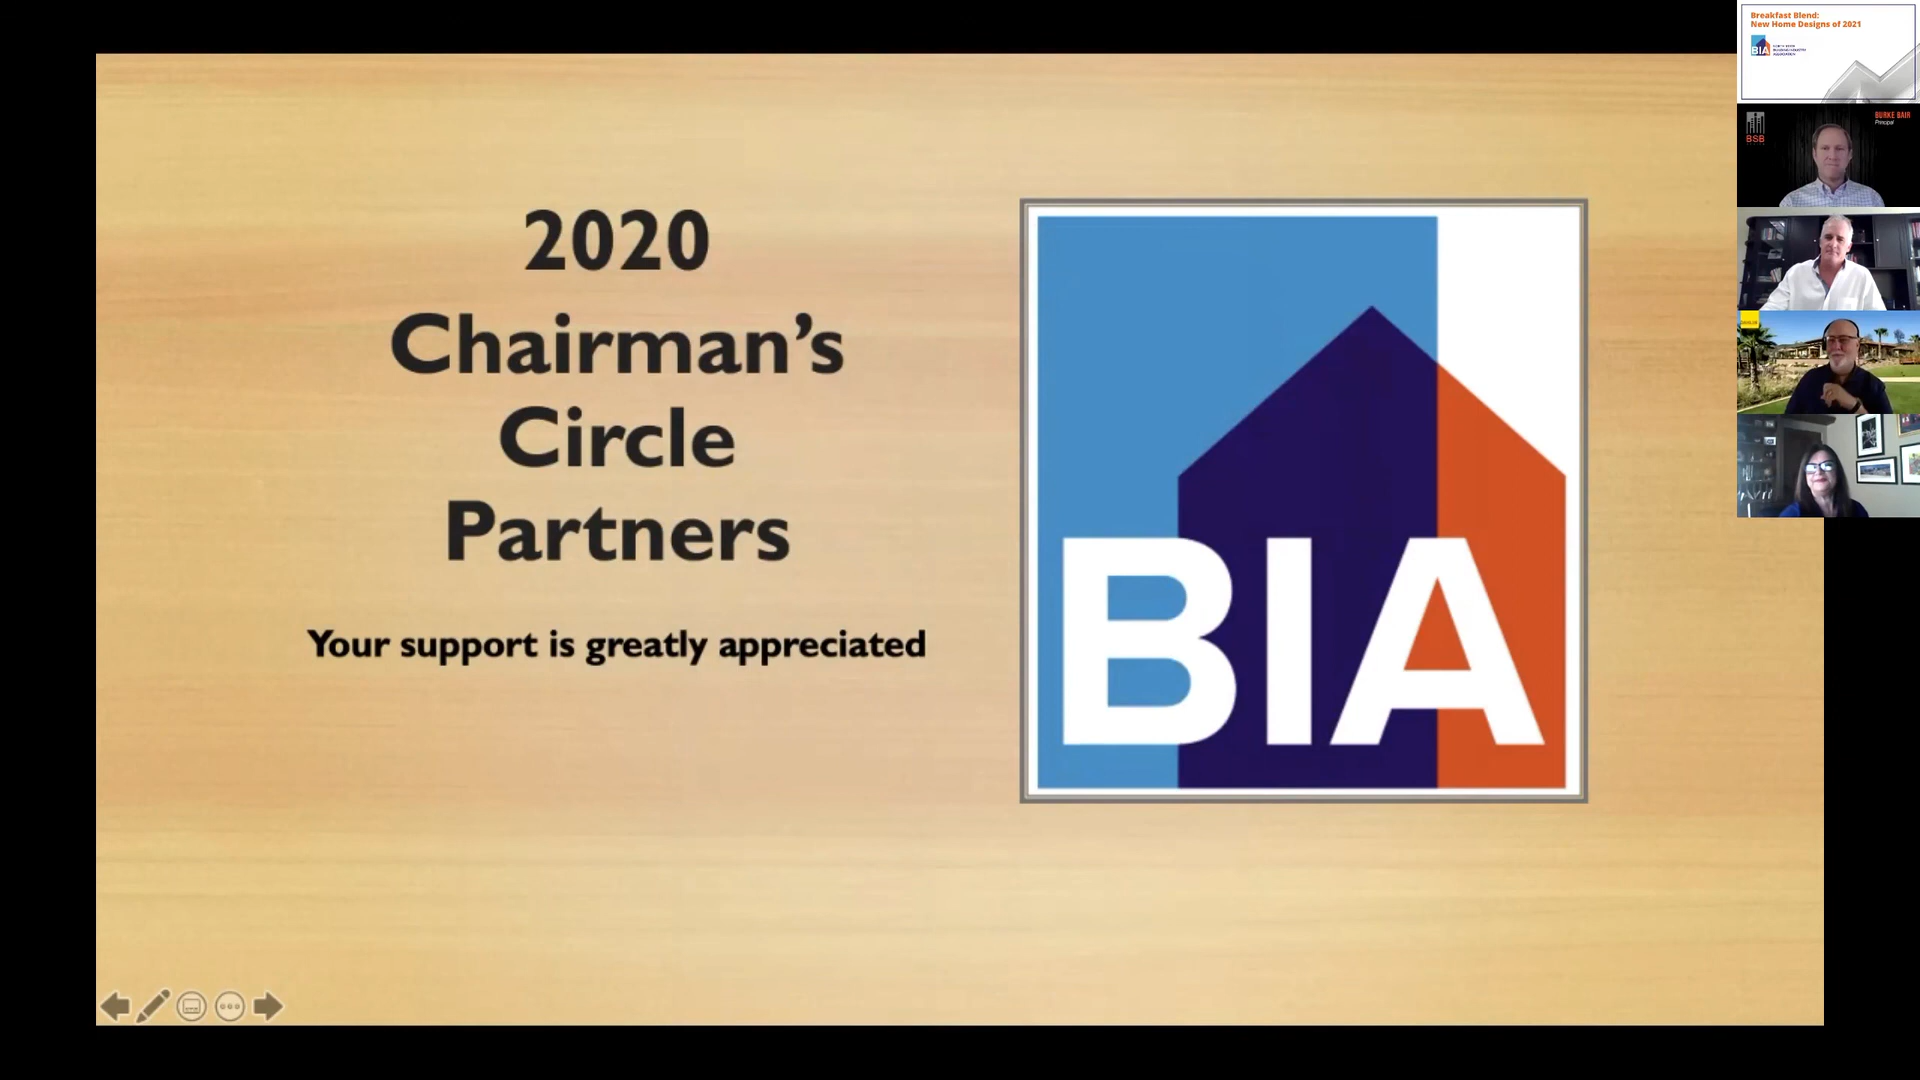 2020
Chairman's
Circle
Partners
Your support is greatly appreciated
BIA
Breakfast Blend:
New Home Designs of 2021
BIA
BSB
BURKE BAIR
Principal